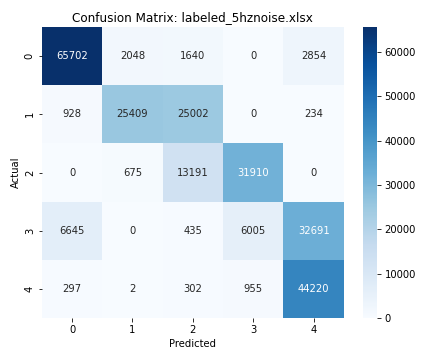 Confusion Matrix: labeled_5hznoise.xlsx
Actual
0 65702 2048 1640 0 2854
1 928 25409 25002 0 234
2 0 675 13191 31910 0
3 6645 0 435 6005 32691
4 297 2 302 955 44220
0 1 2 3 4
Predicted
60000
50000
40000
30000
20000
10000
0